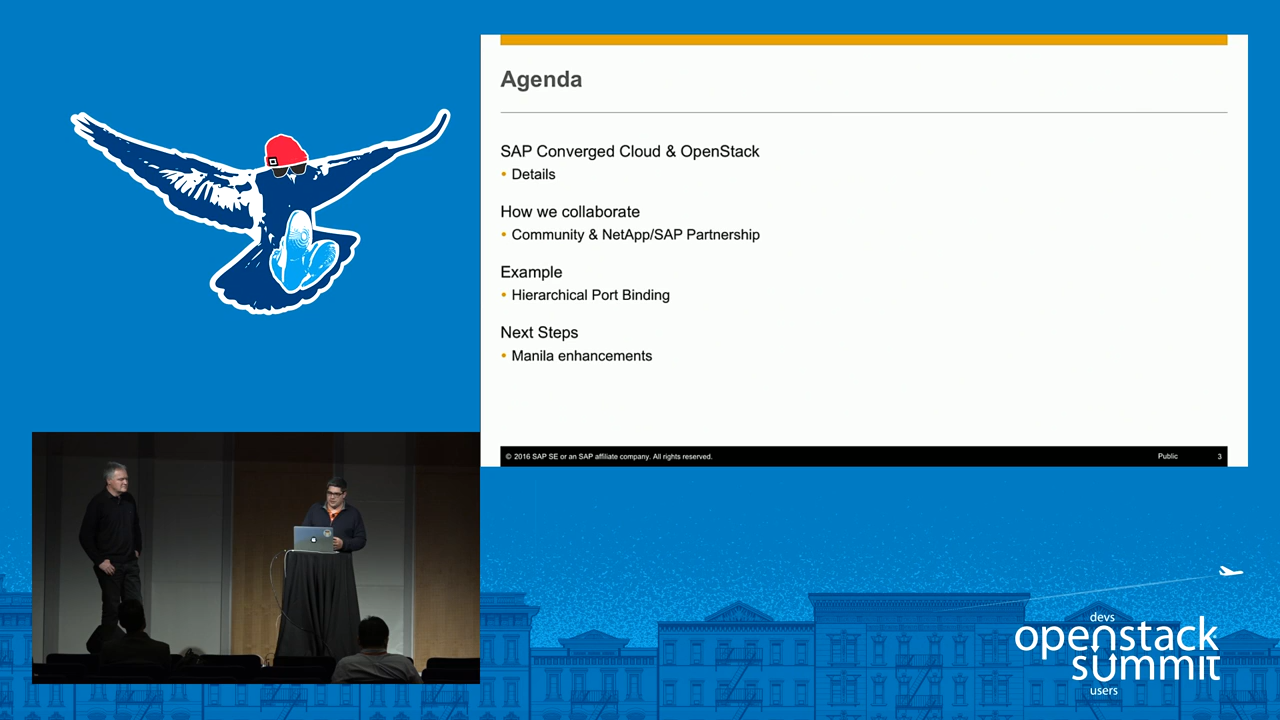 Agenda
SAP Converged Cloud & OpenStack
• Details
How we collaborate
• Community & NetApp/SAP Partnership
Example
• Hierarchical Port Binding
Next Steps
• Manila enhancements
© 2016 SAP SE or an SAP affiliate company. All rights reserved.
Public
3
devs
openstack
summit
users